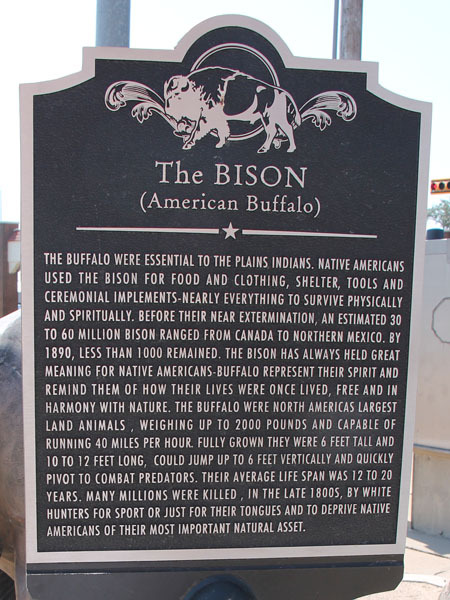 The BISON
(American Buffalo)
THE BUFFALO WERE ESSENTIAL TO THE PLAINS INDIANS. NATIVE AMERICANS
USED THE BISON FOR FOOD AND CLOTHING, SHELTER, TOOLS AND
CEREMONIAL IMPLEMENTS-NEARLY EVERYTHING TO SURVIVE PHYSICALLY
AND SPIRITUALLY. BEFORE THEIR NEAR EXTERMINATION, AN ESTIMATED 30
TO 60 MILLION BISON RANGED FROM CANADA TO NORTHERN MEXICO. BY
1890, LESS THAN 1000 REMAINED. THE BISON HAS ALWAYS HELD GREAT
MEANING FOR NATIVE AMERICANS-BUFFALO REPRESENT THEIR SPIRIT AND
REMIND THEM OF HOW THEIR LIVES WERE ONCE LIVED, FREE AND IN
HARMONY WITH NATURE. THE BUFFALO WERE NORTH AMERICAS LARGEST
LAND ANIMALS , WEIGHING UP TO 2000 POUNDS AND CAPABLE OF
RUNNING 40 MILES PER HOUR. FULLY GROWN THEY WERE 6 FEET TALL AND
10 TO 12 FEET LONG, COULD JUMP UP TO 6 FEET VERTICALLY AND QUICKLY
PIVOT TO COMBAT PREDATORS. THEIR AVERAGE LIFE SPAN WAS 12 TO 20
YEARS. MANY MILLIONS WERE KILLED , IN THE LATE 1800S, BY WHITE
HUNTERS FOR SPORT OR JUST FOR THEIR TONGUES AND TO DEPRIVE NATIVE
AMERICANS OF THEIR MOST IMPORTANT NATURAL ASSET.